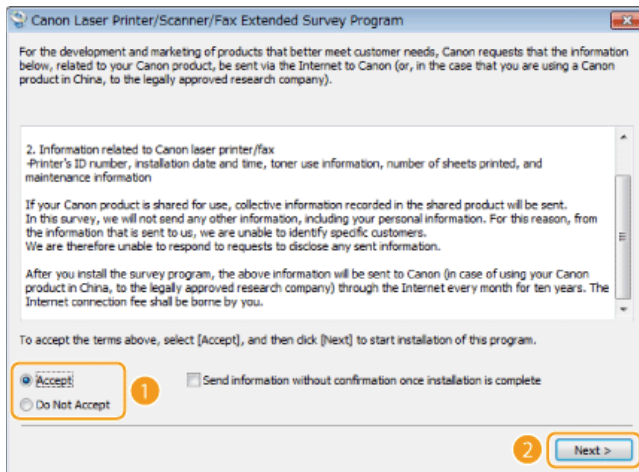 Canon Laser Printer/Scanner/Fax Extended Survey Program
For the development and marketing of products that better meet customer needs, Canon requests that the information
below, related to your Canon product, be sent via the Internet to Canon (or, in the case that you are using a Canon
product in China, to the legally approved research company).
2. Information related to Canon laser printer/fax
-Printer's ID number, installation date and time, toner use information, number of sheets printed, and
maintenance information
If your Canon product is shared for use, collective information recorded in the shared product will be sent.
In this survey, we will not send any other information, including your personal information. For this reason, from
the information that is sent to us, we are unable to identify specific customers.
We are therefore unable to respond to requests to disclose any sent information.
After you install the survey program, the above information will be sent to Canon (in case of using your Canon
product in China, to the legally approved research company) through the Internet every month for ten years. The
Internet connection fee shall be borne by you.
To accept the terms above, select [Accept], and then click [Next] to start installation of this program.
Accept
1
Send information without confirmation once installation is complete
Do Not Accept
2
Next >